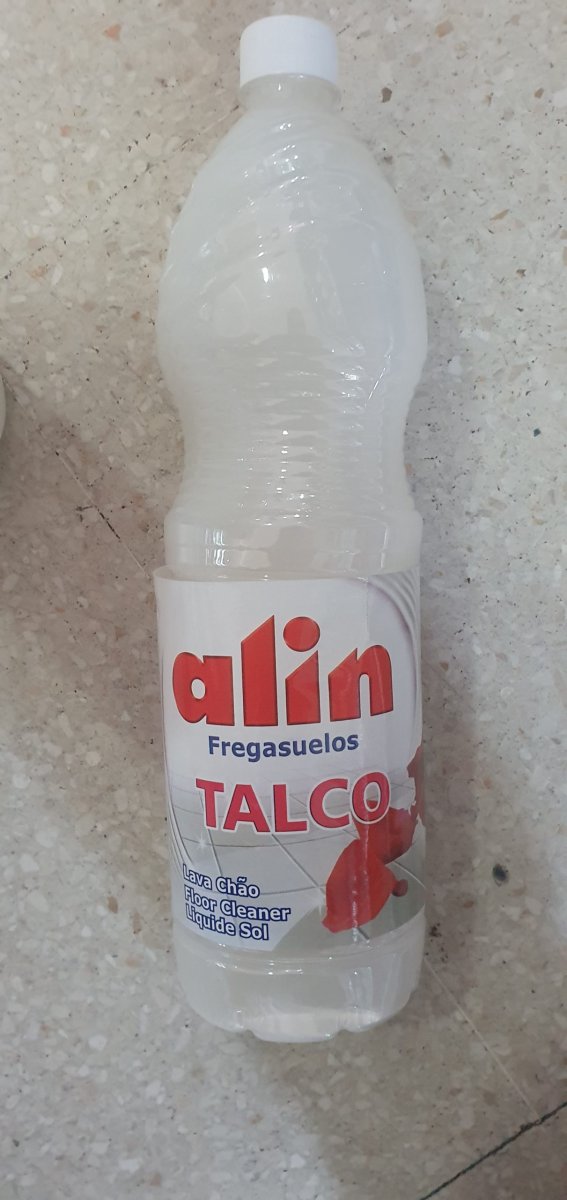 alin
Fregasuelos
TALCO
Lava Chão
Floor Cleaner
Liquide Sol